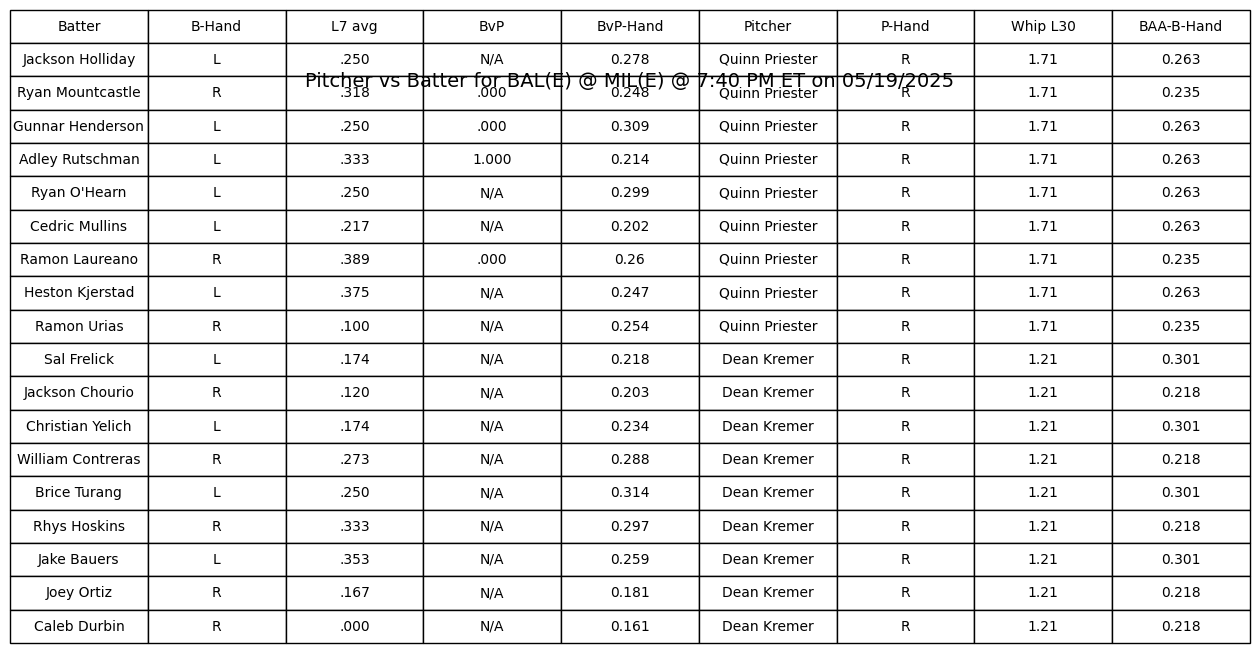 Batter B-Hand L7 avg BvP BvP-Hand Pitcher P-Hand Whip L30 BAA-B-Hand
Jackson Holliday L .250 N/A 0.278 Quinn Priester R 1.71 0.263
Pitcher vs Batter for BAL(E) @ MIL(E) @ 7:40 PM ET on 05/19/2025
Ryan Mountcastle R .318 .000 0.248 Quinn Priester R 1.71 0.235
Gunnar Henderson L .250 .000 0.309 Quinn Priester R 1.71 0.263
Adley Rutschman L .333 1.000 0.214 Quinn Priester R 1.71 0.263
Ryan O'Hearn L .250 N/A 0.299 Quinn Priester R 1.71 0.263
Cedric Mullins L .217 N/A 0.202 Quinn Priester R 1.71 0.263
Ramon Laureano R .389 .000 0.26 Quinn Priester R 1.71 0.235
Heston Kjerstad L .375 N/A 0.247 Quinn Priester R 1.71 0.263
Ramon Urias R .100 N/A 0.254 Quinn Priester R 1.71 0.235
Sal Frelick L .174 N/A 0.218 Dean Kremer R 1.21 0.301
Jackson Chourio R .120 N/A 0.203 Dean Kremer R 1.21 0.218
Christian Yelich L .174 N/A 0.234 Dean Kremer R 1.21 0.301
William Contreras R .273 N/A 0.288 Dean Kremer R 1.21 0.218
Brice Turang L .250 N/A 0.314 Dean Kremer R 1.21 0.301
Rhys Hoskins R .333 N/A 0.297 Dean Kremer R 1.21 0.218
Jake Bauers L .353 N/A 0.259 Dean Kremer R 1.21 0.301
Joey Ortiz R .167 N/A 0.181 Dean Kremer R 1.21 0.218
Caleb Durbin R .000 N/A 0.161 Dean Kremer R 1.21 0.218